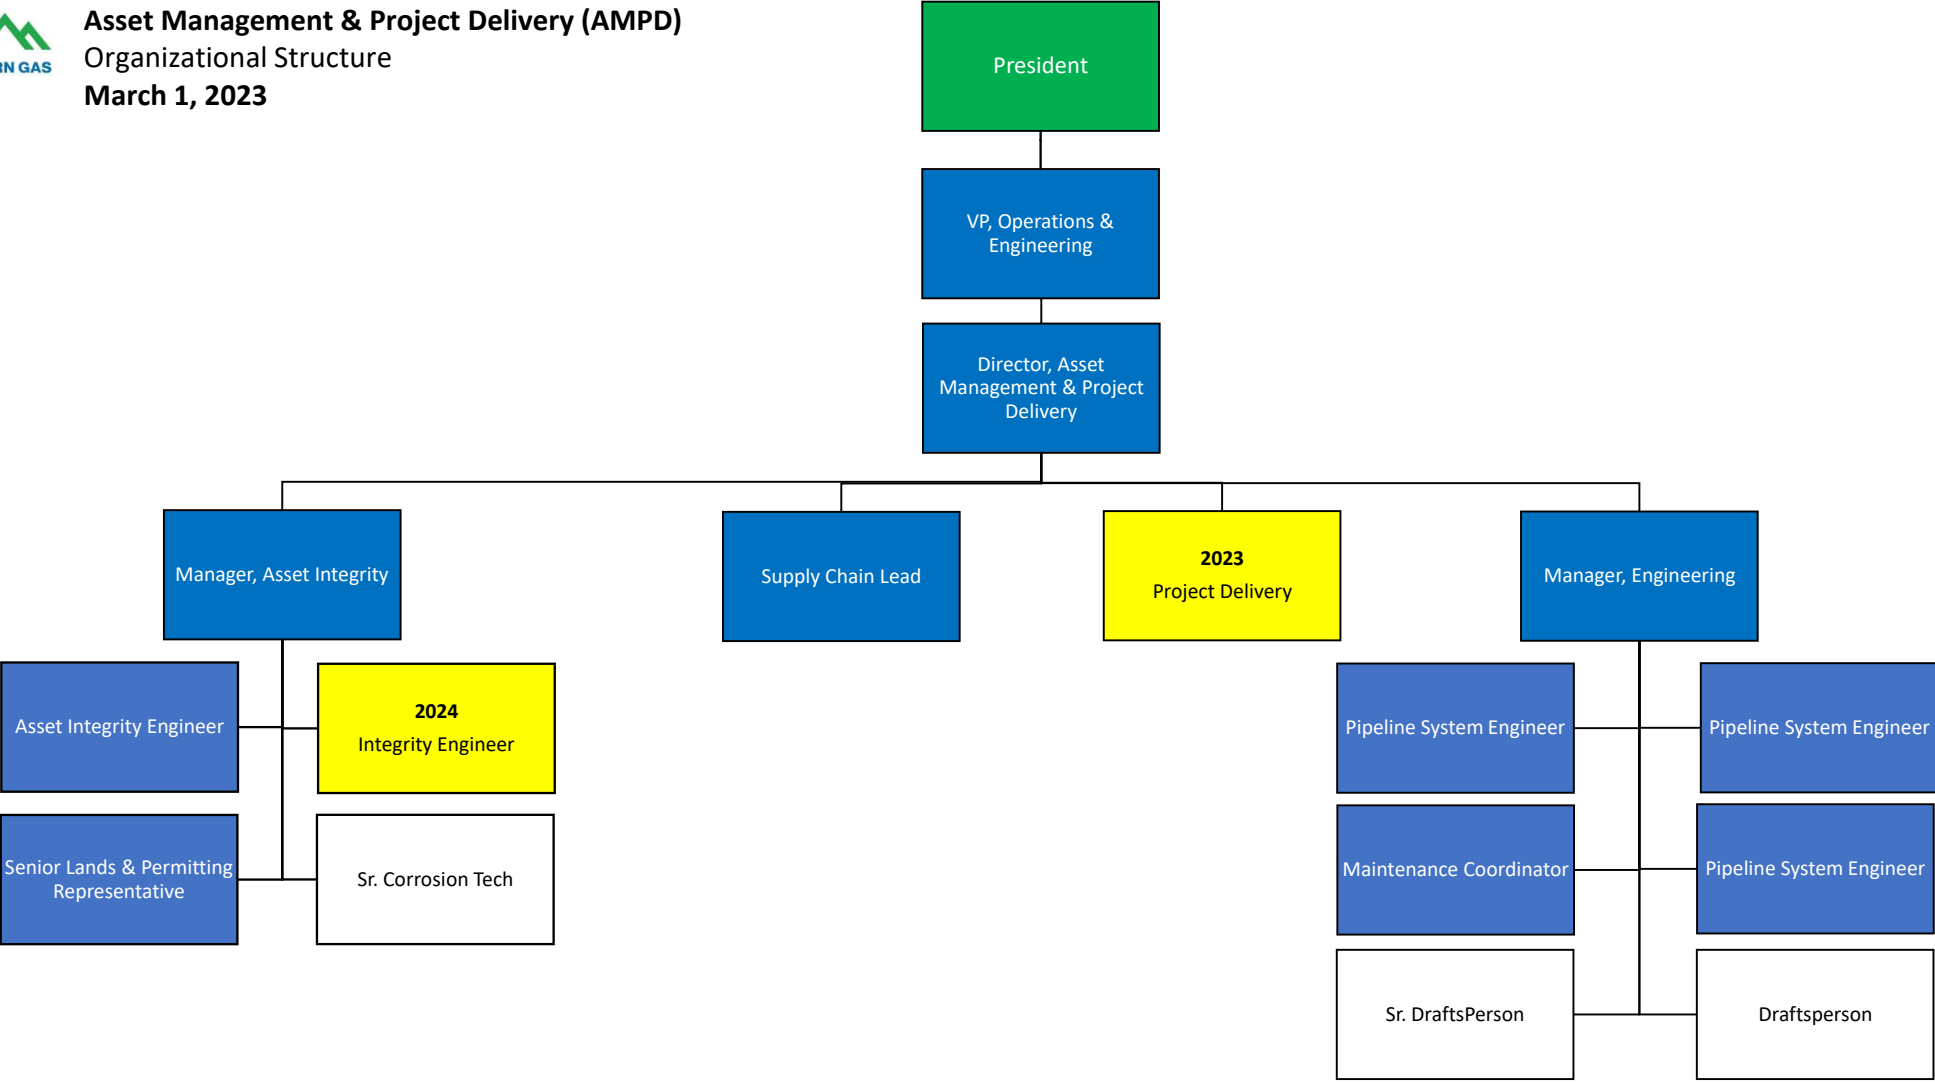 Asset Management & Project Delivery (AMPD)
Organizational Structure
March 1, 2023
RN GAS
President
VP, Operations &
Engineering
Director, Asset
Management & Project
Delivery
Manager, Asset Integrity
Supply Chain Lead
2023
Project Delivery
Manager, Engineering
Asset Integrity Engineer
2024
Integrity Engineer
Pipeline System Engineer
Pipeline System Engineer
Senior Lands & Permitting
Representative
Sr. Corrosion Tech
Maintenance Coordinator
Pipeline System Engineer
Sr. DraftsPerson
Draftsperson